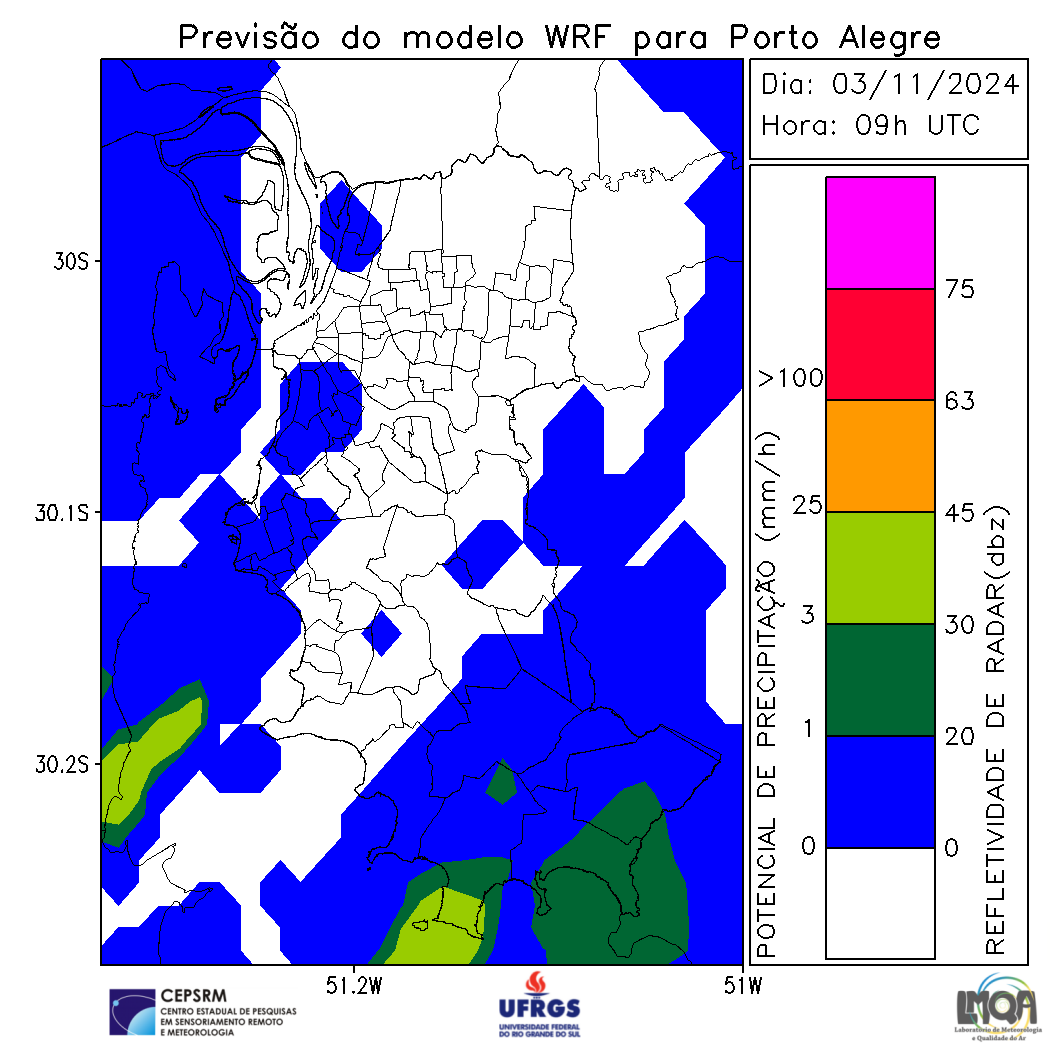 Previsão do modelo WRF para Porto Alegre
Dia: 03/11/2024
Hora: 09h UTC
30S
30.1S
30.2S
51.2W
51W
POTENCIAL DE PRECIPITAÇÃO (mm/h)
>100
25
3
1
0
75
63
45
30
20
0
REFLETIVIDADE DE RADAR(dbz)
CEPSRM
CENTRO ESTADUAL DE PESQUISAS
EM SENSORIAMENTO REMOTO
E METEOROLOGIA
UFRGS
UNIVERSIDADE FEDERAL
DO RIO GRANDE DO SUL
LMQA
Laboratório de Meteorologia
e Qualidade do Ar